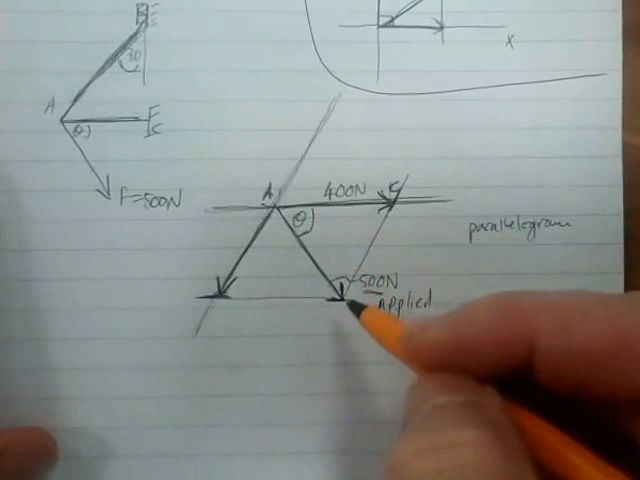 B
30
X
A
θ
C
F=500N
A
400N
C
θ
parallelogram
500N
Applied